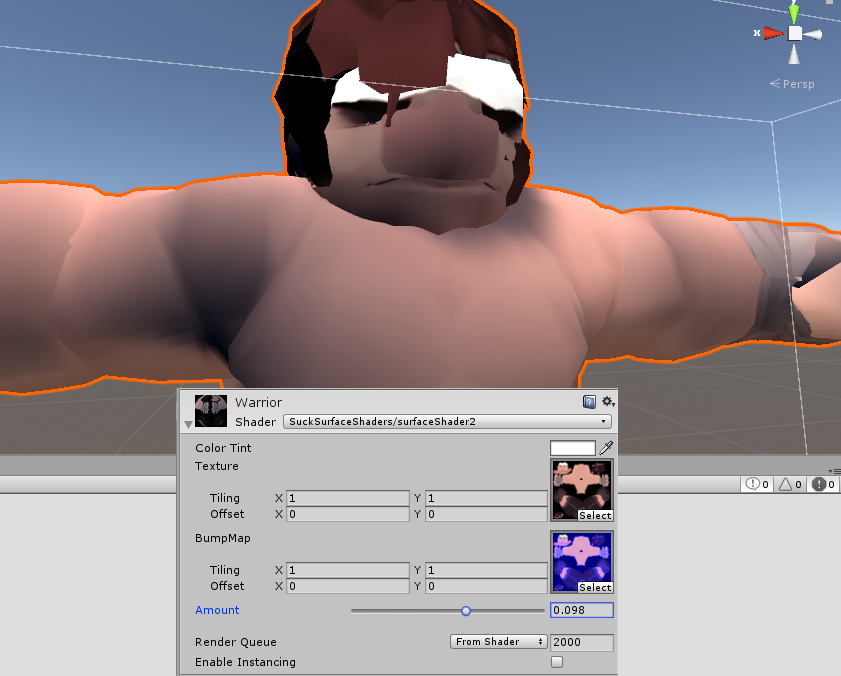 x
Persp
Warrior
Shader SuckSurfaceShaders/surfaceShader2
Color Tint
Texture
Tiling X 1 Y 1
Offset X 0 Y 0
Select
BumpMap
Tiling X 1 Y 1
Offset X 0 Y 0
Select
Amount 0.098
Render Queue From Shader 2000
Enable Instancing
0 0 0